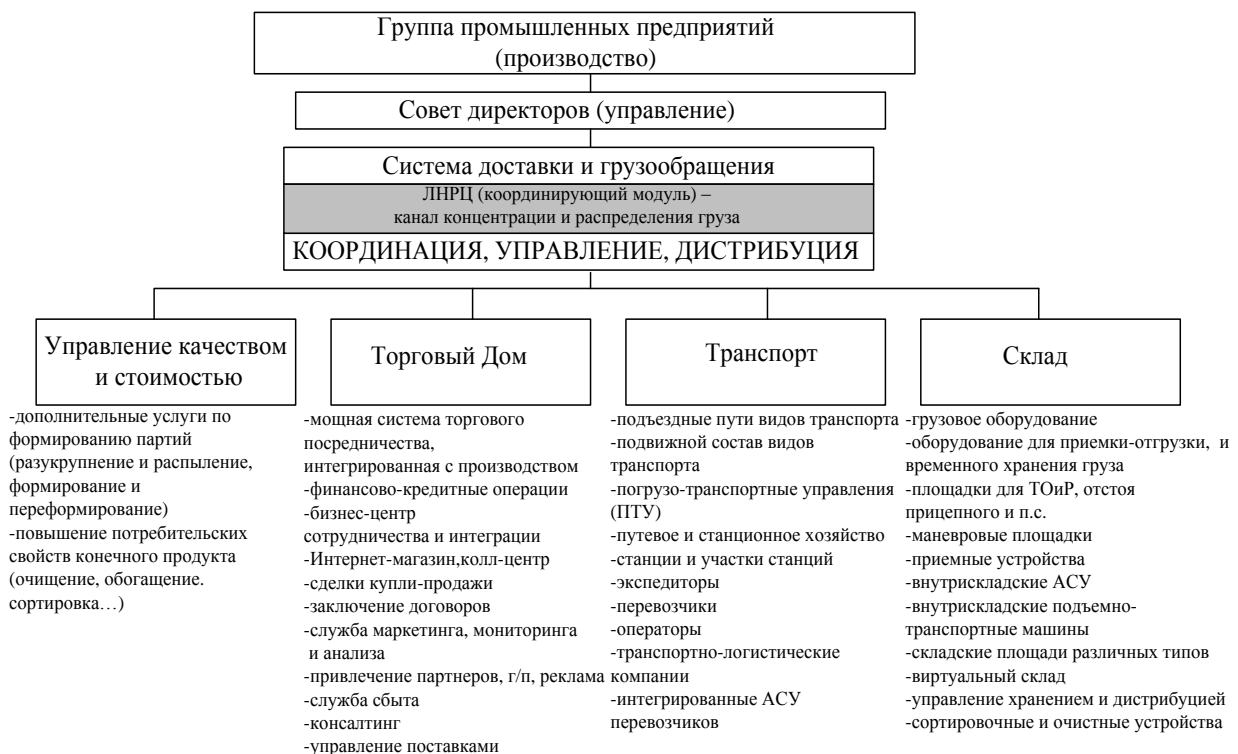 Группа промышленных предприятий
(производство)
Совет директоров (управление)
Система доставки и грузообращения
ЛНРЦ (координирующий модуль) –
канал концентрации и распределения груза
КООРДИНАЦИЯ, УПРАВЛЕНИЕ, ДИСТРИБУЦИЯ
Управление качеством
и стоимостью
-дополнительные услуги по
формированию партий
(разукрупнение и распыление,
формирование и
переформирование)
-повышение потребительских
свойств конечного продукта
(очищение, обогащение.
сортировка…)
Торговый Дом
-мощная система торгового
посредничества,
интегрированная с производством
-финансово-кредитные операции
-бизнес-центр
сотрудничества и интеграции
-Интернет-магазин,колл-центр
-сделки купли-продажи
-заключение договоров
-служба маркетинга, мониторинга
и анализа
-привлечение партнеров, г/п, реклама
-служба сбыта
-консалтинг
-управление поставками
Транспорт
-подъездные пути видов транспорта
-подвижной состав видов
транспорта
-погрузо-транспортные управления
(ПТУ)
-путевое и станционное хозяйство
-станции и участки станций
-экспедиторы
-перевозчики
-операторы
-транспортно-логистические
компании
-интегрированные АСУ
перевозчиков
Склад
-грузовое оборудование
-оборудование для приемки-отгрузки, и
временного хранения груза
-площадки для ТОиР, отстоя
прицепного и п.с.
-маневровые площадки
-приемные устройства
-внутрискладские АСУ
-внутрискладские подъемно-
транспортные машины
-складские площади различных типов
-виртуальный склад
-управление хранением и дистрибуцией
-сортировочные и очистные устройства